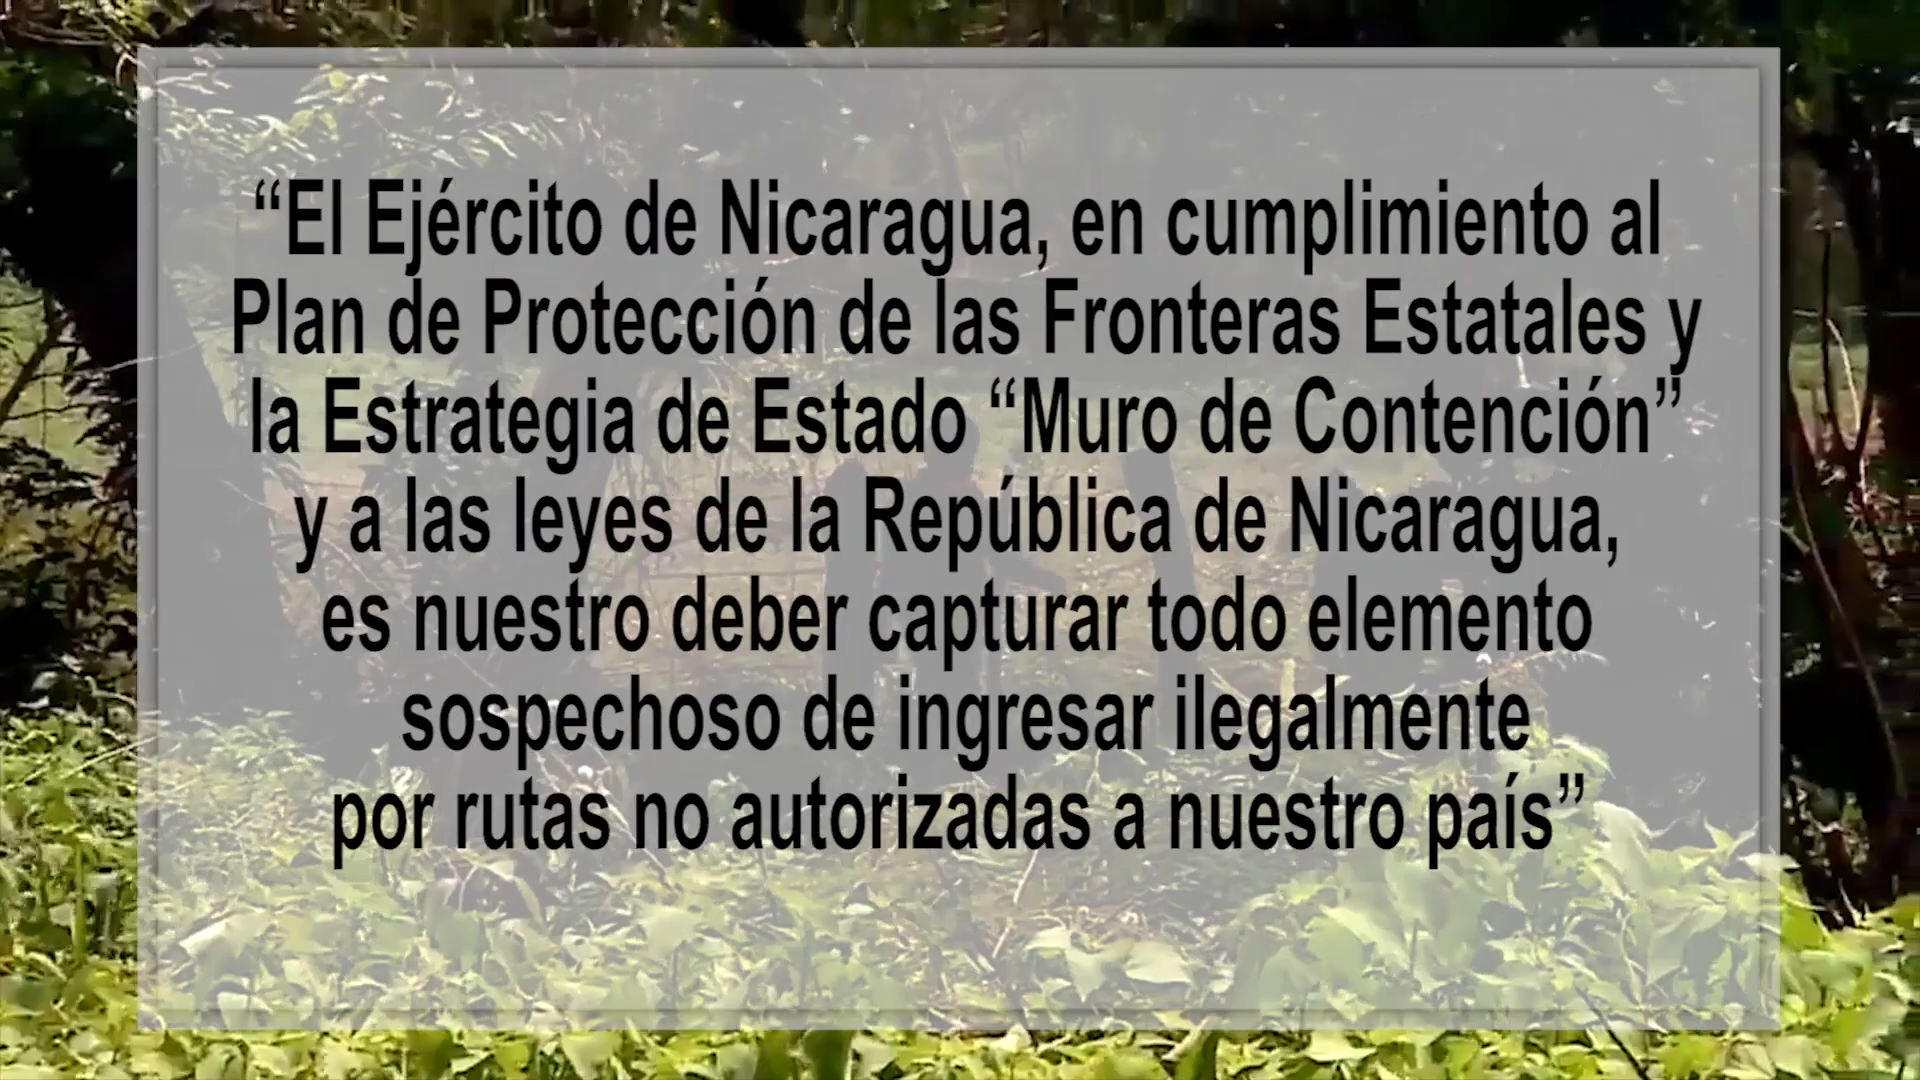 “El Ejército de Nicaragua, en cumplimiento al
Plan de Protección de las Fronteras Estatales y
la Estrategia de Estado “Muro de Contención”
y a las leyes de la República de Nicaragua,
es nuestro deber capturar todo elemento
sospechoso de ingresar ilegalmente
por rutas no autorizadas a nuestro país”